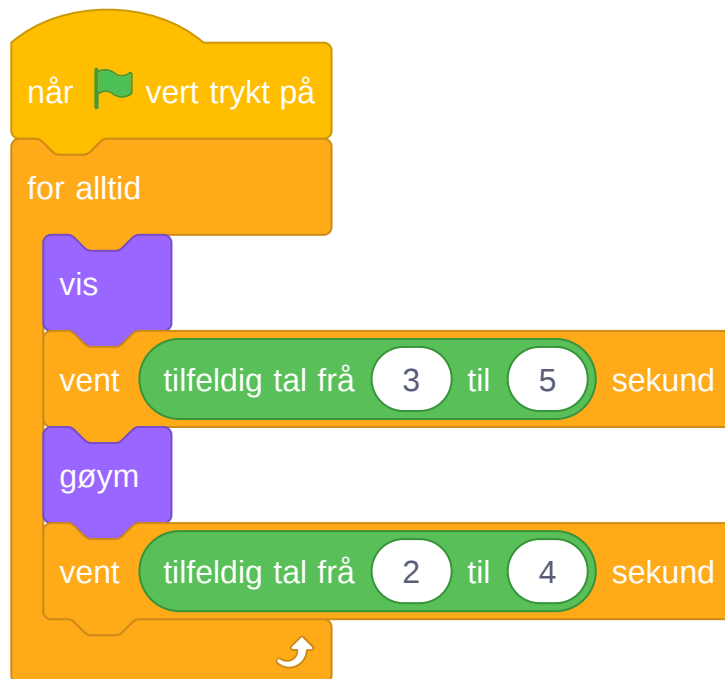 når vert trykt på
for alltid
vis
vent tilfeldig tal frå 3 til 5 sekund
gøym
vent tilfeldig tal frå 2 til 4 sekund